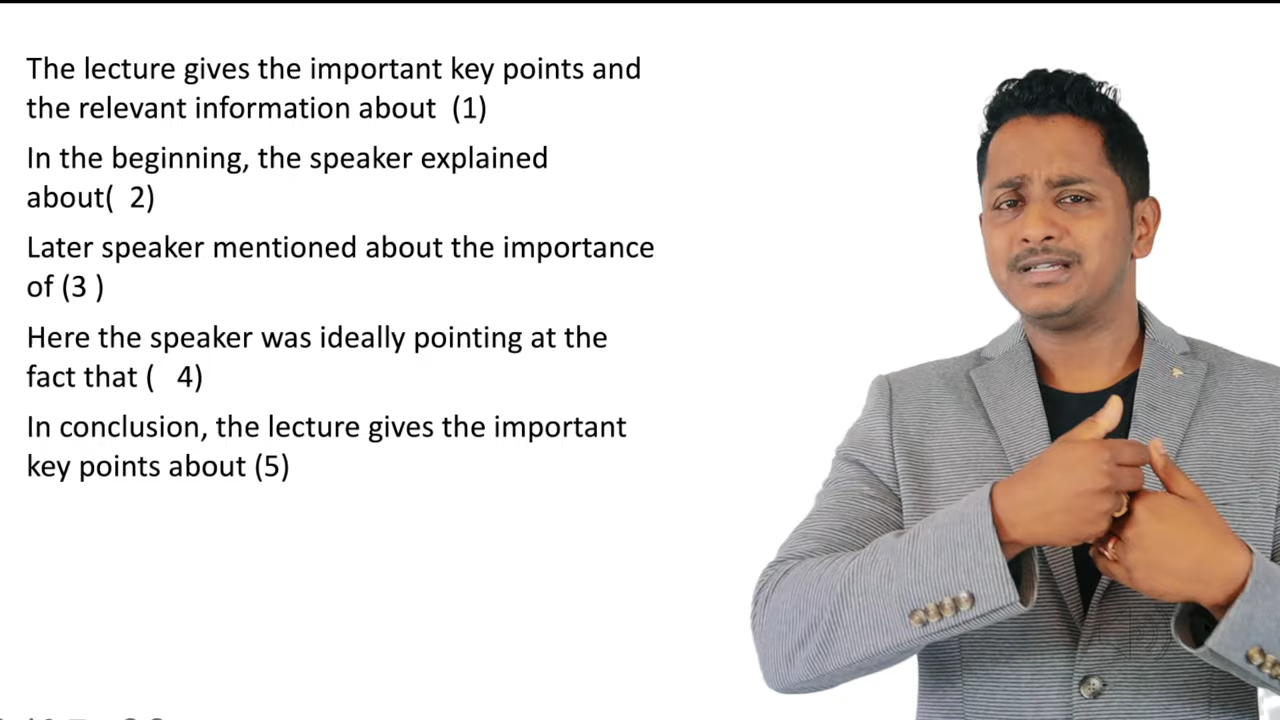 The lecture gives the important key points and
the relevant information about  (1)
In the beginning, the speaker explained
about(  2)
Later speaker mentioned about the importance
of (3 )
Here the speaker was ideally pointing at the
fact that (   4)
In conclusion, the lecture gives the important
key points about (5)